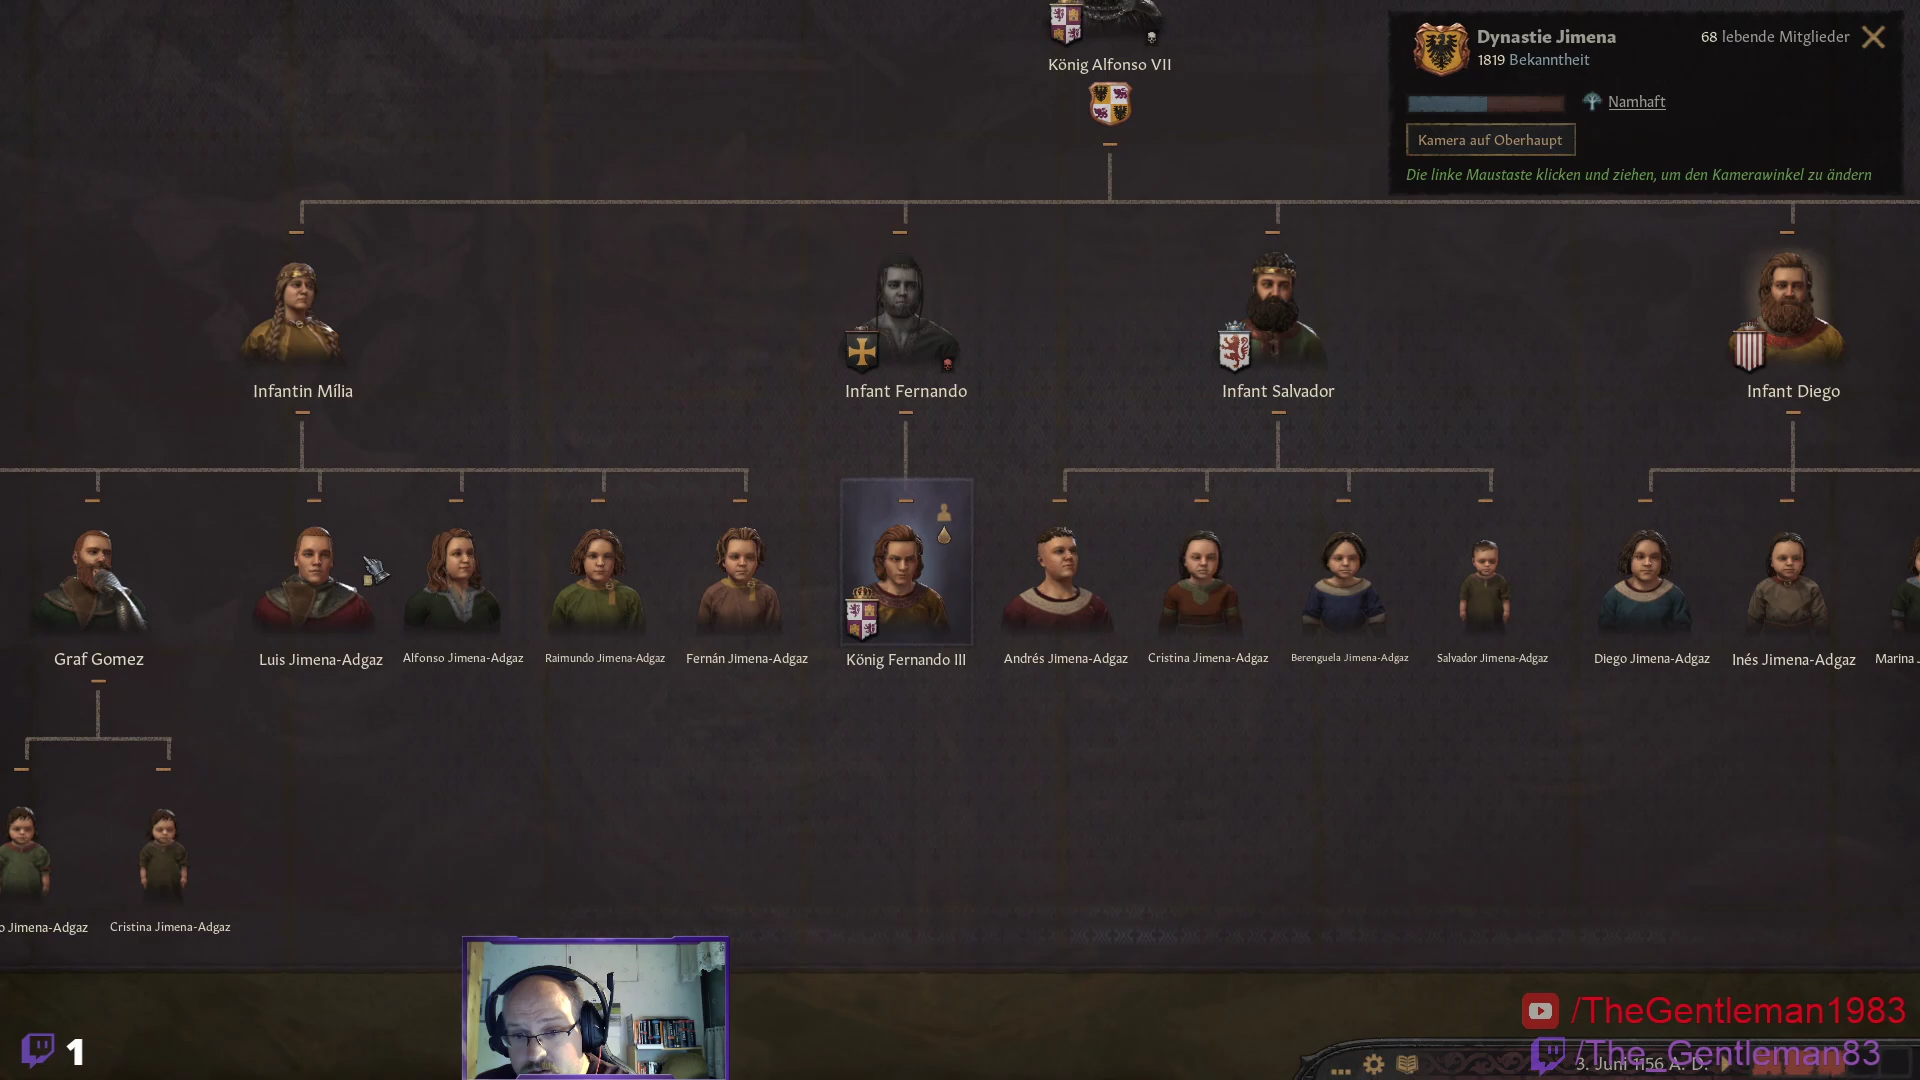 König Alfonso VII
Dynastie Jimena
68 lebende Mitglieder
1819 Bekanntheit
Namhaft
Kamera auf Oberhaupt
Die linke Maustaste klicken und ziehen, um den Kamerawinkel zu ändern
Infantin Mília
Infant Fernando
Infant Salvador
Infant Diego
Graf Gomez
Luis Jimena-Adgaz
Alfonso Jimena-Adgaz
Raimundo Jimena-Adgaz
Fernán Jimena-Adgaz
König Fernando III
Andrés Jimena-Adgaz
Cristina Jimena-Adgaz
Berenguela Jimena-Adgaz
Salvador Jimena-Adgaz
Diego Jimena-Adgaz
Inés Jimena-Adgaz
Marina
o Jimena-Adgaz
Cristina Jimena-Adgaz
/TheGentleman1983
1
/The_Gentleman83
3. Juni 1156 A. D.